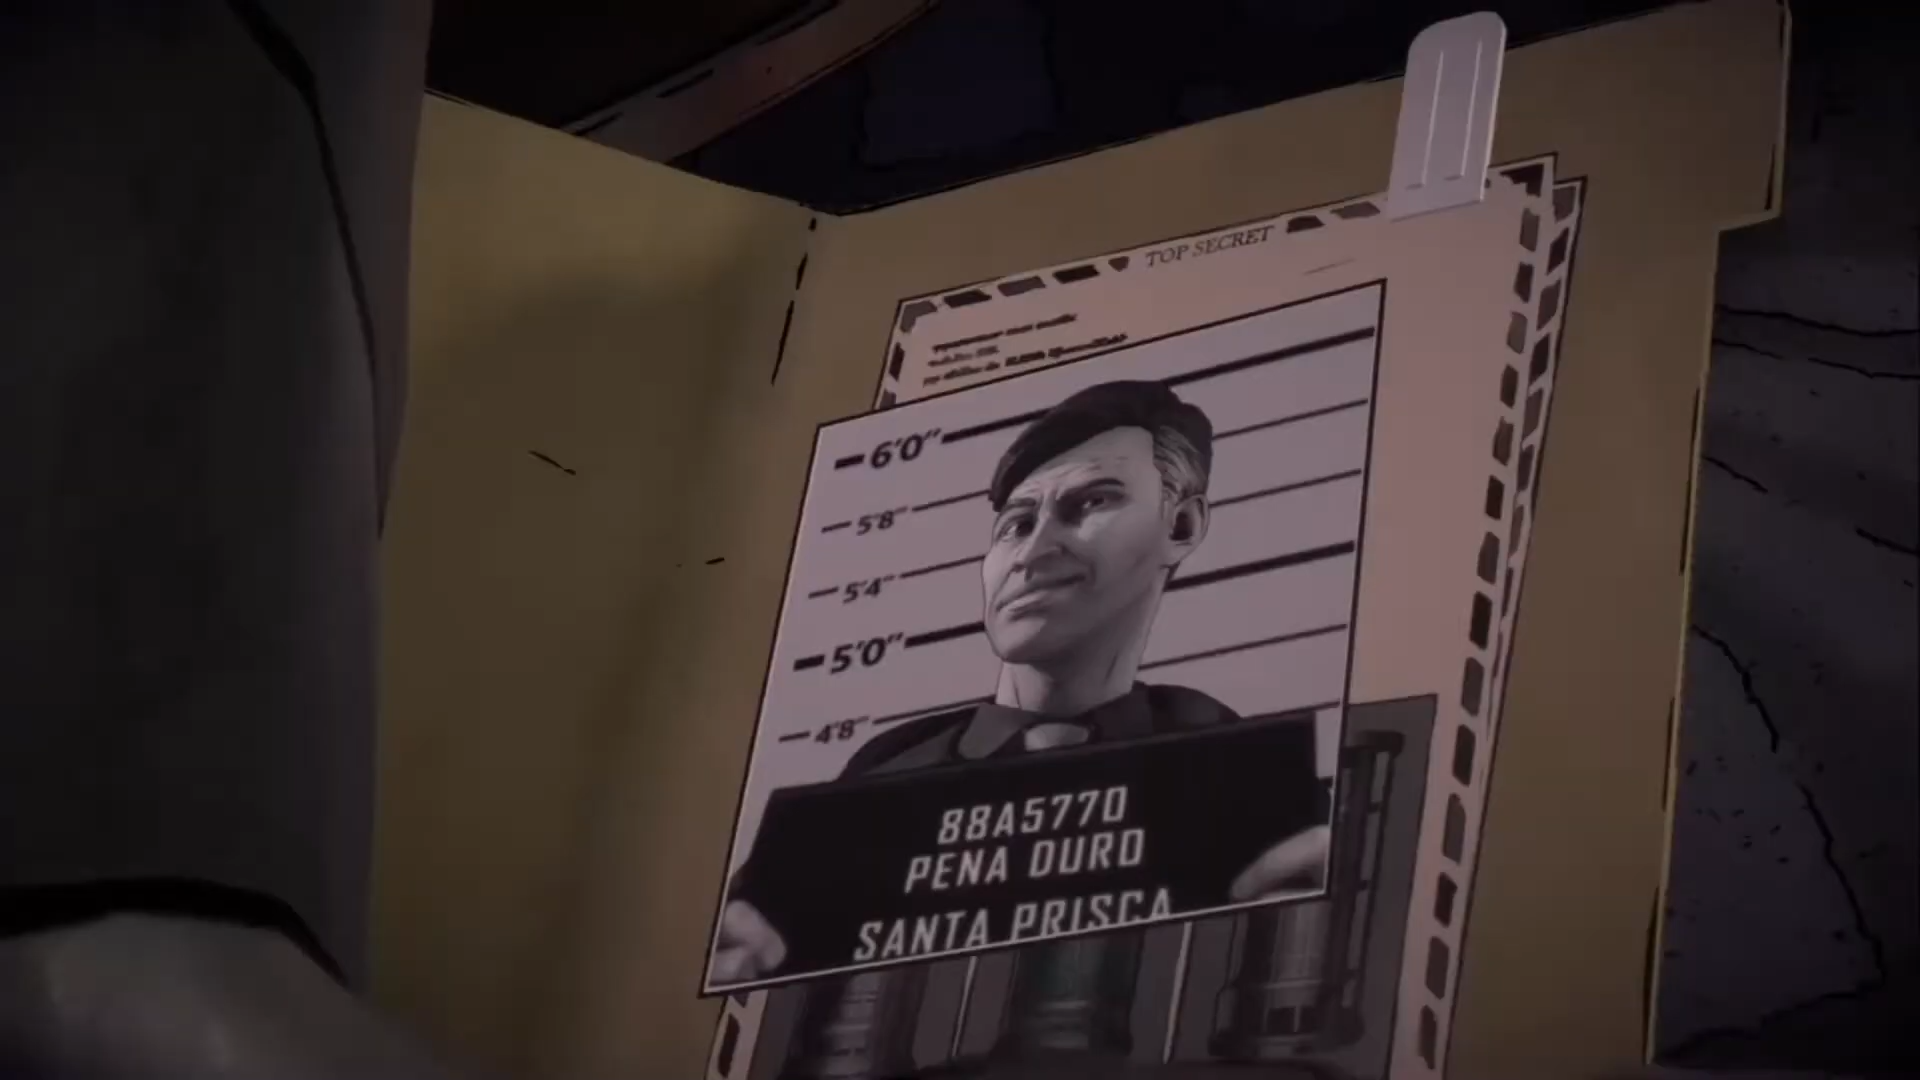 TOP SECRET
6'0"
5'8"
5'4"
5'0"
4'8"
88A5770
PENA DURO
SANTA PRISCA